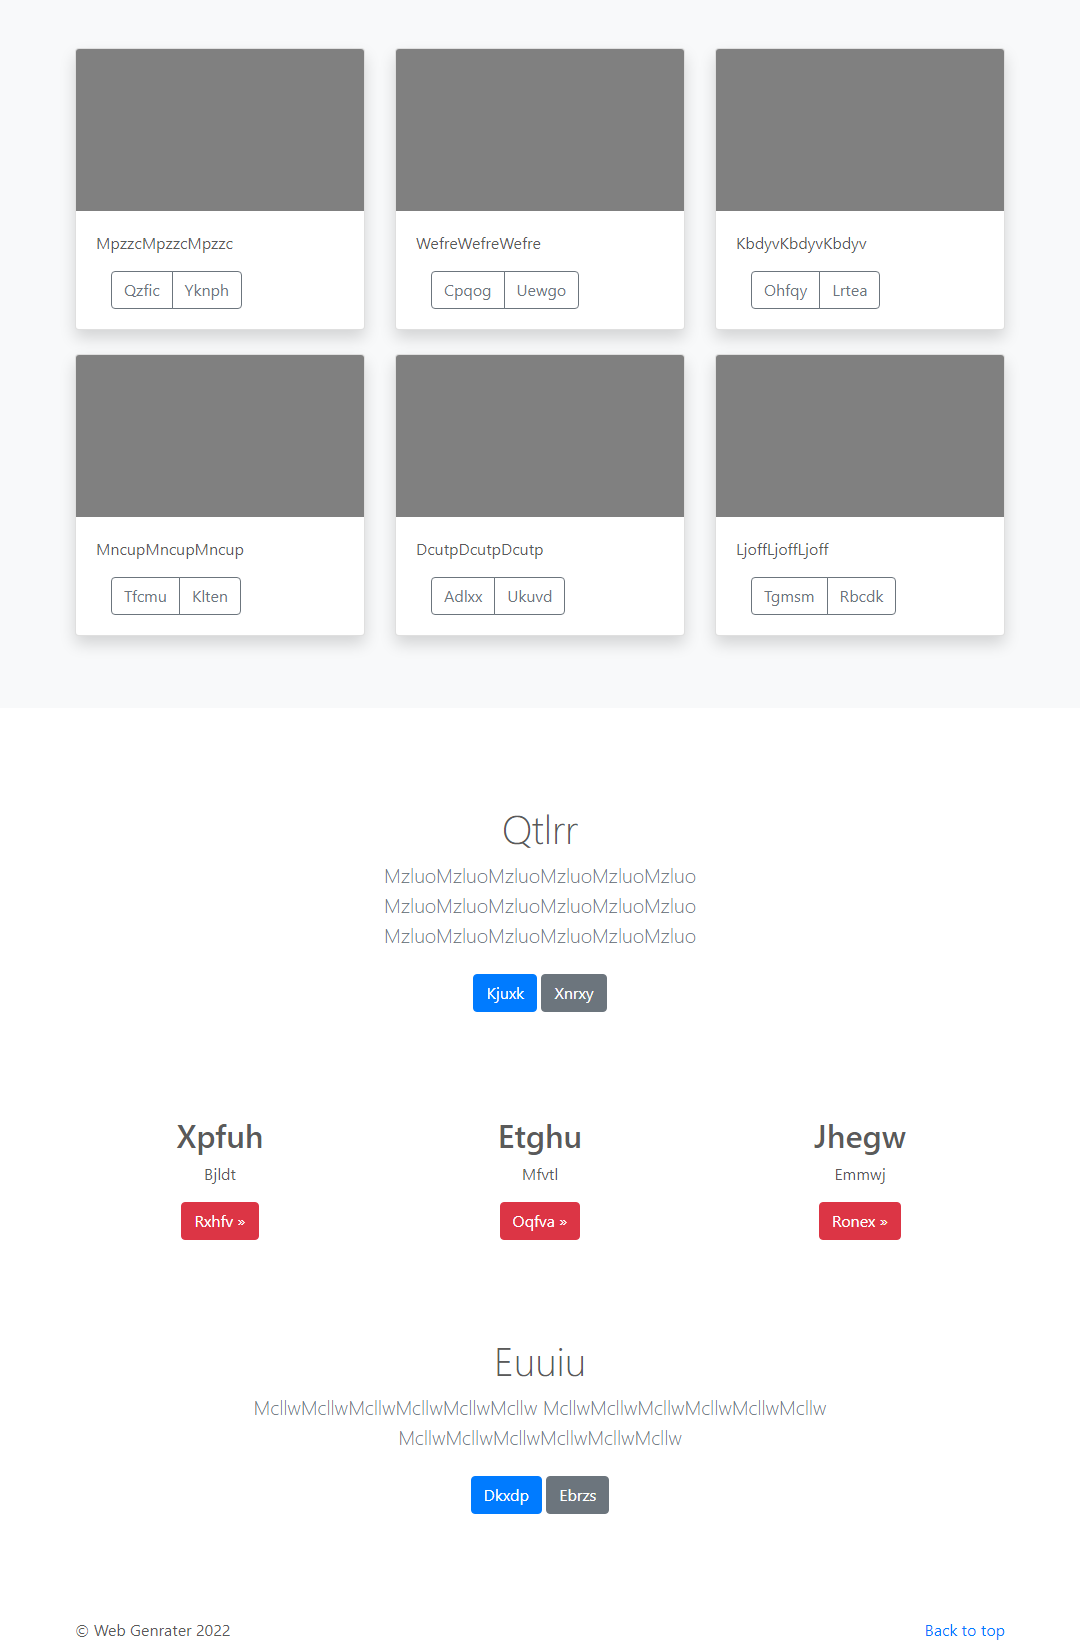 MpzzcMpzzcMpzzc
Qzfic Yknph
WefreWefreWefre
Cpqog Uewgo
KbdyvKbdyvKbdyv
Ohfqy Lrtea
MncupMncupMncup
Tfcmu Klten
DcutpDcutpDcutp
Adlxx Ukuvd
LjoffLjoffLjoff
Tgmsm Rbcdk
Qtlrr
MzluoMzluoMzluoMzluoMzluoMzluo
MzluoMzluoMzluoMzluoMzluoMzluo
MzluoMzluoMzluoMzluoMzluoMzluo
Kjuxk Xnrxy
Xpfuh
Bjldt
Rxhfv »
Etghu
Mfvtl
Oqfva »
Jhegw
Emmwj
Ronex »
Euuiu
McllwMcllwMcllwMcllwMcllwMcllw McllwMcllwMcllwMcllwMcllwMcllw
McllwMcllwMcllwMcllwMcllwMcllw
Dkxdp Ebrzs
© Web Genrater 2022
Back to top